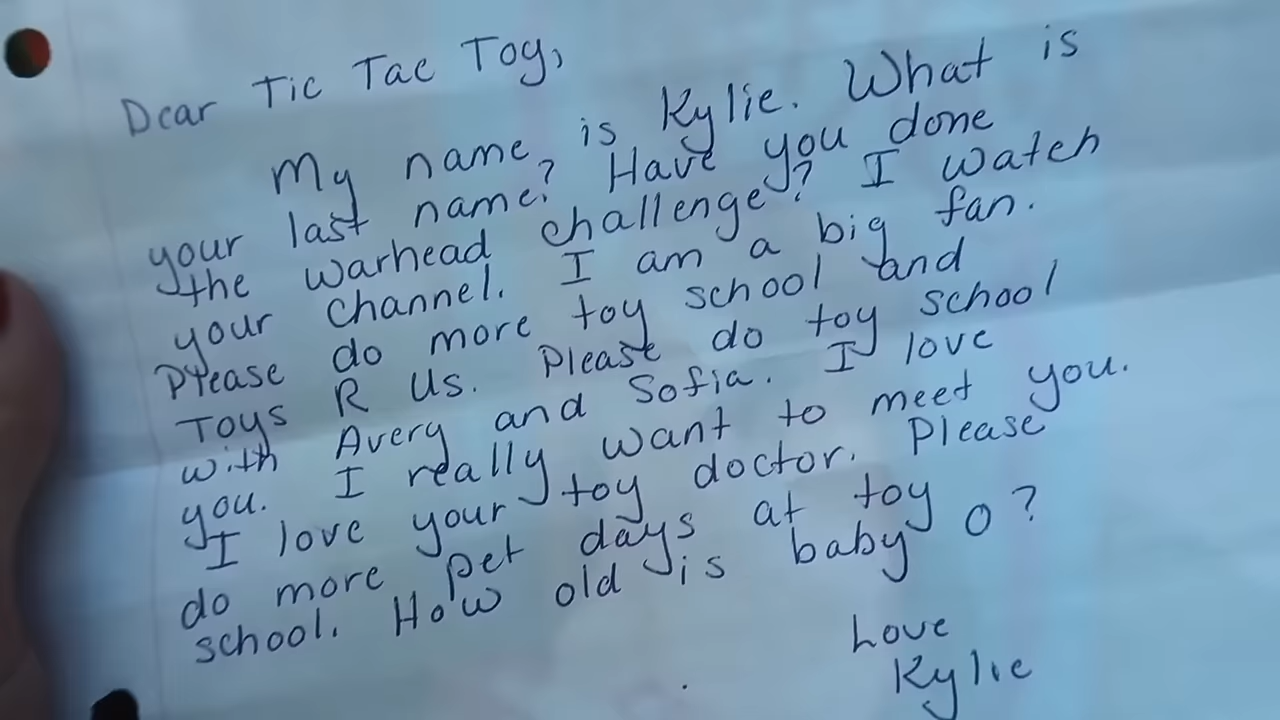 Dear Tic Tac Toy,
My name is Kylie. What is
your last name? Have you done
the warhead challenge? I watch
your channel. I am a big fan.
Please do more toy school and
Toys R Us. Please do toy school
with Avery and Sofia. I love
you. I really want to meet you.
I love your toy doctor. Please
do more pet days at toy
school. How old is baby O?
Love
Kylie